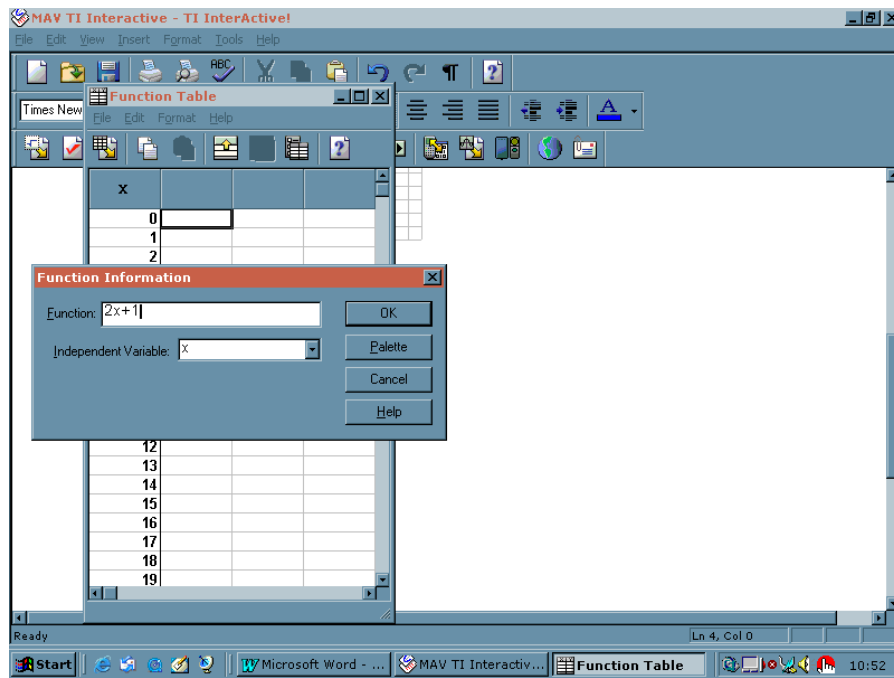 MAV TI Interactive - TI InterActive!
File Edit View Insert Format Tools Help
ABC
Times New
A
Function Table
File Edit Format Help
x
0
1
2
Function Information
Function: 2x+1
OK
Independent Variable: x
Palette
Cancel
Help
12
13
14
15
16
17
18
19
Ready
Ln 4, Col 0
Start
Microsoft Word - ...
MAV TI Interactiv...
Function Table
10:52